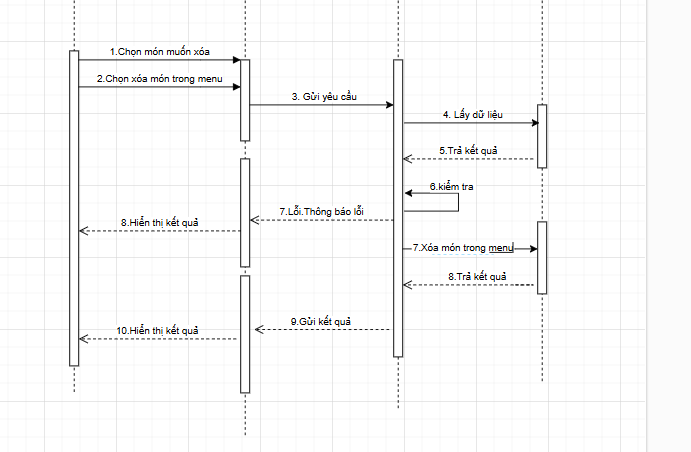 1.Chọn món muốn xóa
2.Chọn xóa món trong menu
3. Gửi yêu cầu
4. Lấy dữ liệu
5.Trả kết quả
6.kiểm tra
7.Lỗi.Thông báo lỗi
8.Hiển thị kết quả
7.Xóa món trong menu
8.Trả kết quả
9.Gửi kết quả
10.Hiển thị kết quả